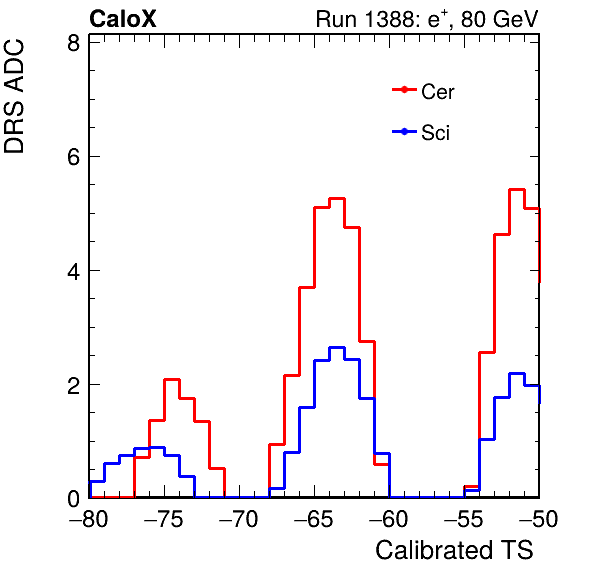 CaloX Run 1388: e⁺, 80 GeV
DRS ADC
8
6
4
2
0
Cer
Sci
−80 −75 −70 −65 −60 −55 −50
Calibrated TS